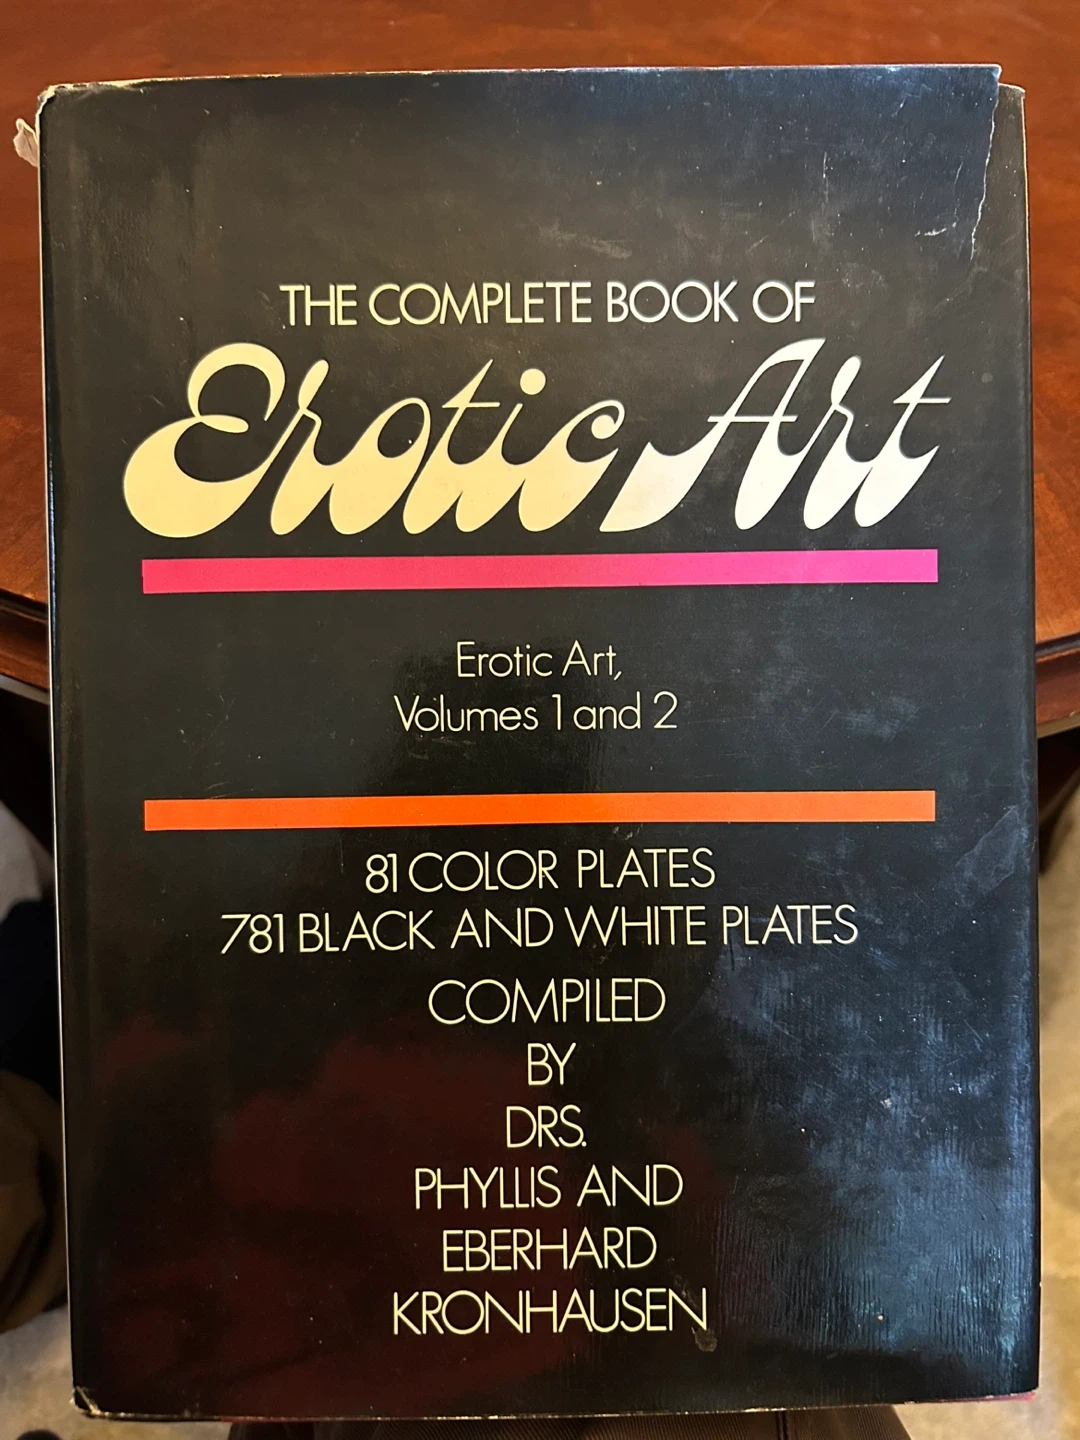 THE COMPLETE BOOK OF
Erotic Art
Erotic Art,
Volumes 1 and 2
81 COLOR PLATES
781 BLACK AND WHITE PLATES
COMPILED
BY
DRS.
PHYLLIS AND
EBERHARD
KRONHAUSEN